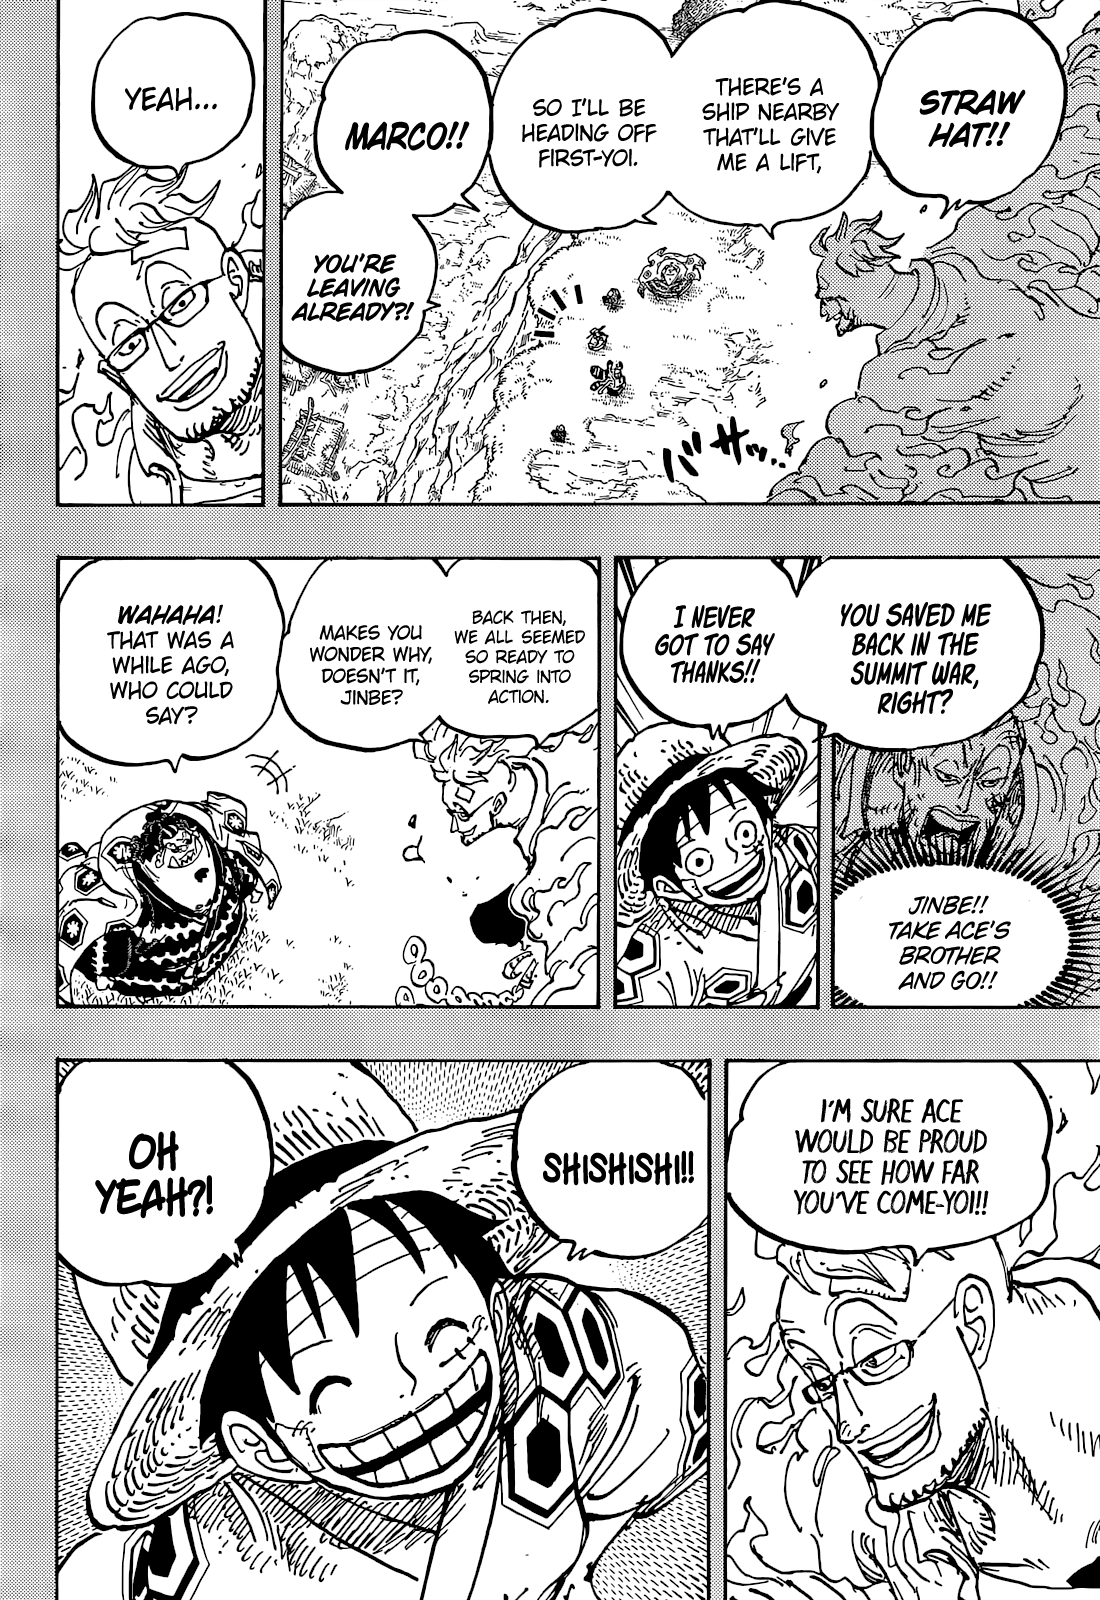 STRAW
HAT!!
THERE'S A
SHIP NEARBY
THAT'LL GIVE
ME A LIFT,
SO I'LL BE
HEADING OFF
FIRST-YOI.
MARCO!!
YOU'RE
LEAVING
ALREADY?!
バサッ…
YEAH...
YOU SAVED ME
BACK IN THE
SUMMIT WAR,
RIGHT?
JINBE!!
TAKE ACE'S
BROTHER
AND GO!!
I NEVER
GOT TO SAY
THANKS!!
BACK THEN,
WE ALL SEEMED
SO READY TO
SPRING INTO
ACTION.
MAKES YOU
WONDER WHY,
DOESN'T IT,
JINBE?
WAHAHA!
THAT WAS A
WHILE AGO,
WHO COULD
SAY?
I'M SURE ACE
WOULD BE PROUD
TO SEE HOW FAR
YOU'VE COME-YOI!!!
SHISHISHI!!!
OH
YEAH?!